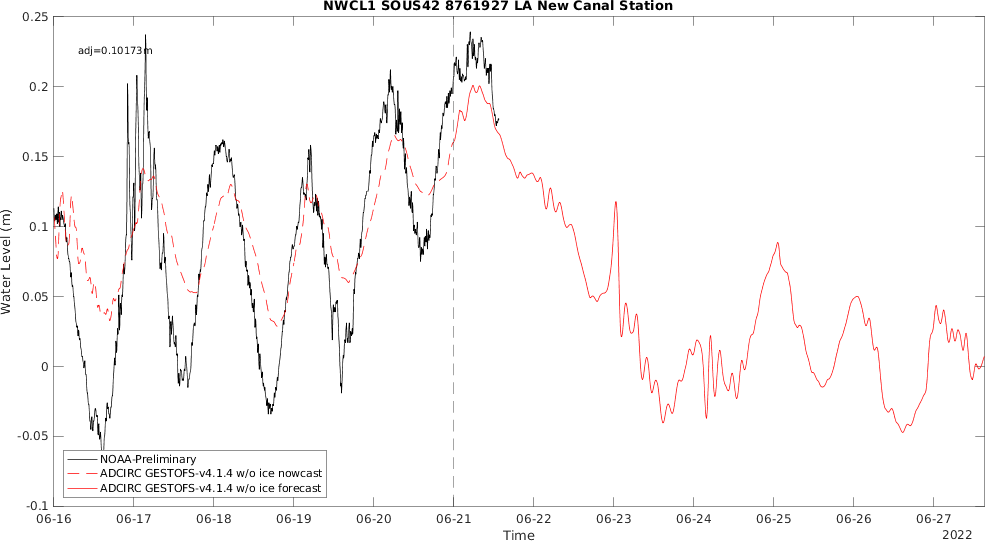 NWCL1 SOUS42 8761927 LA New Canal Station
adj=0.10173m
Water Level (m)
0.25
0.2
0.15
0.1
0.05
0
-0.05
-0.1
NOAA-Preliminary
ADCIRC GESTOFS-v4.1.4 w/o ice nowcast
ADCIRC GESTOFS-v4.1.4 w/o ice forecast
06-16 06-17 06-18 06-19 06-20 06-21 06-22 06-23 06-24 06-25 06-26 06-27
Time
2022